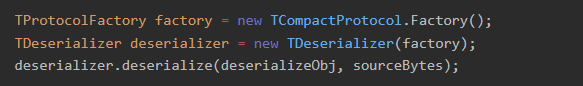 TProtocolFactory factory = new TCompactProtocol.Factory();
TDeserializer deserializer = new TDeserializer(factory);
deserializer.deserialize(deserializeObj, sourceBytes);